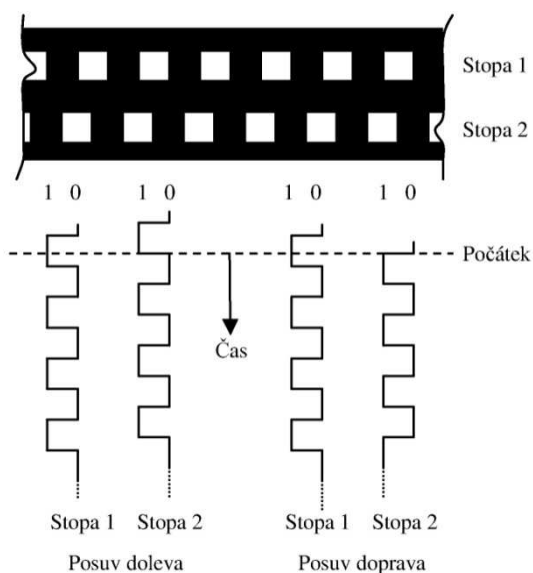 Stopa 1
Stopa 2
1 0 1 0 1 0 1 0
Počátek
Čas
Stopa 1 Stopa 2 Stopa 1 Stopa 2
Posuv doleva Posuv doprava